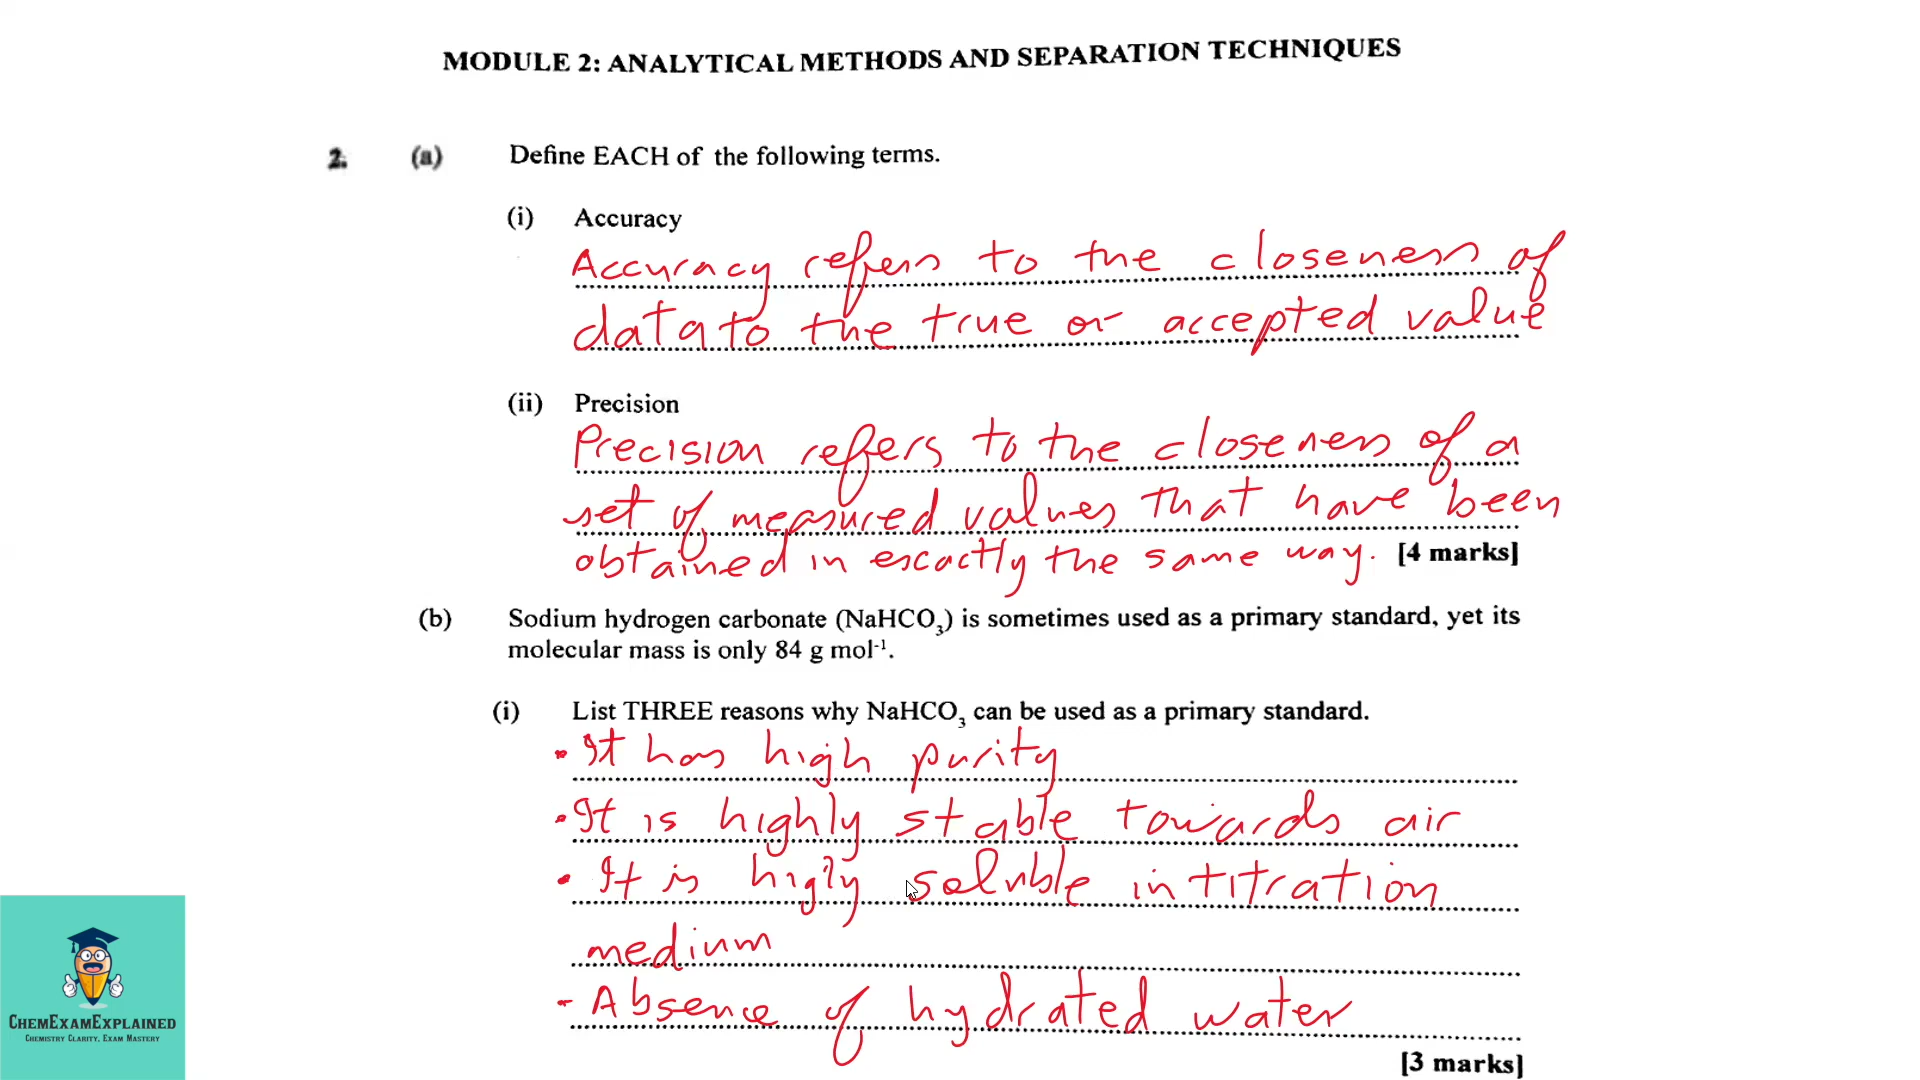 MODULE 2: ANALYTICAL METHODS AND SEPARATION TECHNIQUES
2. (a) Define EACH of the following terms.
(i) Accuracy
Accuracy refers to the closeness of
data to the true or accepted value
(ii) Precision
Precision refers to the closeness of a
set of measured values that have been
obtained in escactly the same way. [4 marks]
(b) Sodium hydrogen carbonate (NaHCO₃) is sometimes used as a primary standard, yet its
molecular mass is only 84 g mol⁻¹.
(i) List THREE reasons why NaHCO₃ can be used as a primary standard.
• It has high purity
• It is highly stable towards air
• It is higly soluble in titration
medium
- Absence of hydrated water
[3 marks]
CHEMEXAMEXPLAINED
CHEMISTRY CLARITY, EXAM MASTERY